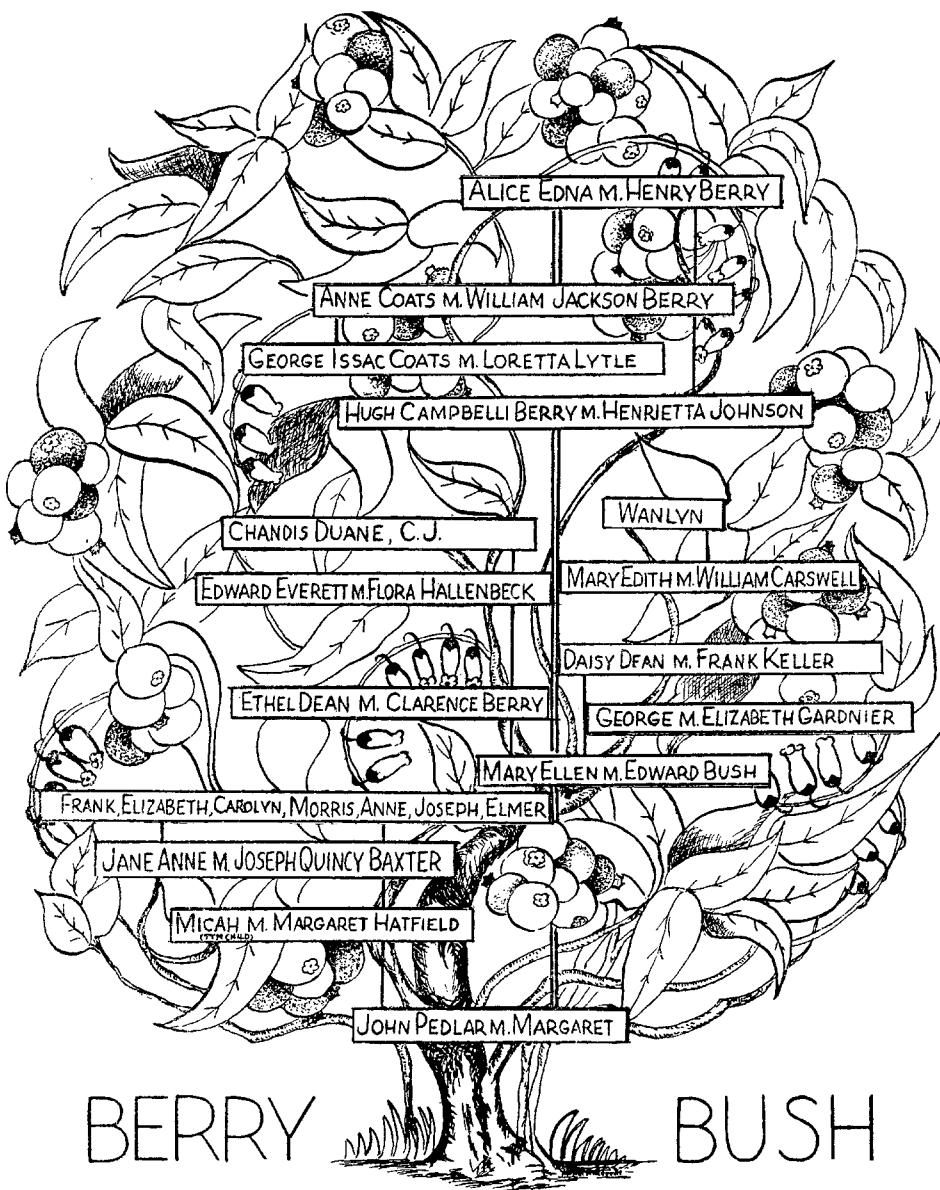 ALICE EDNA M. HENRY BERRY
ANNE COATS M. WILLIAM JACKSON BERRY
GEORGE ISSAC COATS M. LORETTA LYTLE
HUGH CAMPBELLI BERRY M. HENRIETTA JOHNSON
WANLYN
CHANDIS DUANE, C.J.
MARY EDITH M. WILLIAM CARSWELL
EDWARD EVERETT M. FLORA HALLENBECK
DAISY DEAN M. FRANK KELLER
ETHEL DEAN M. CLARENCE BERRY
GEORGE M. ELIZABETH GARDNIER
MARY ELLEN M. EDWARD BUSH
FRANK, ELIZABETH, CAROLYN, MORRIS, ANNE, JOSEPH, ELMER
JANE ANNE M. JOSEPH QUINCY BAXTER
MICAH M. MARGARET HATFIELD
(7TH CHILD)
JOHN PEDLAR M. MARGARET
BERRY BUSH